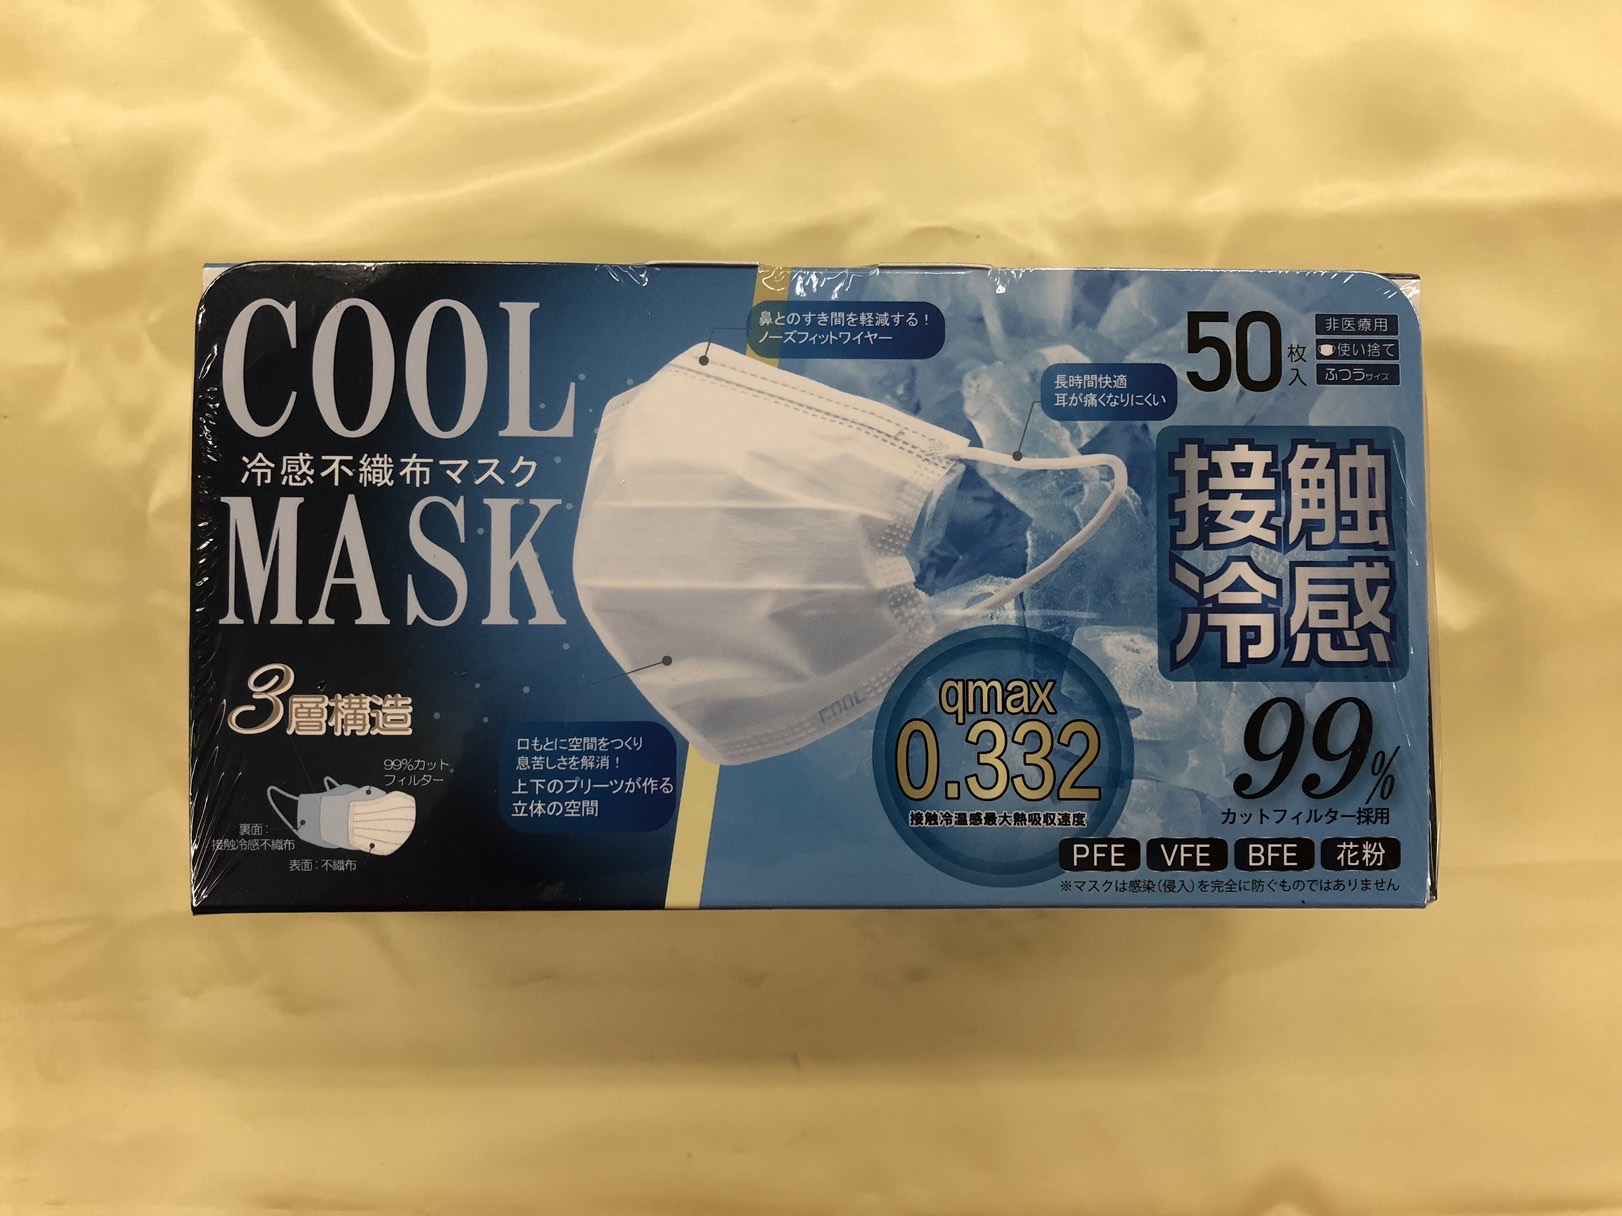 COOL
冷感不織布マスク
MASK
3層構造
99%カット
フィルター
裏面：
接触冷感不織布
表面：不織布
鼻とのすき間を軽減する！
ノーズフィットワイヤー
長時間快適
耳が痛くなりにくい
口もとに空間をつくり
息苦しさを解消！
上下のプリーツが作る
立体の空間
COOL
50枚入
非医療用
使い捨て
ふつうサイズ
接触
冷感
qmax
0.332
接触冷温感最大熱吸収速度
99%
カットフィルター採用
PFE VFE BFE 花粉
※マスクは感染(侵入)を完全に防ぐものではありません